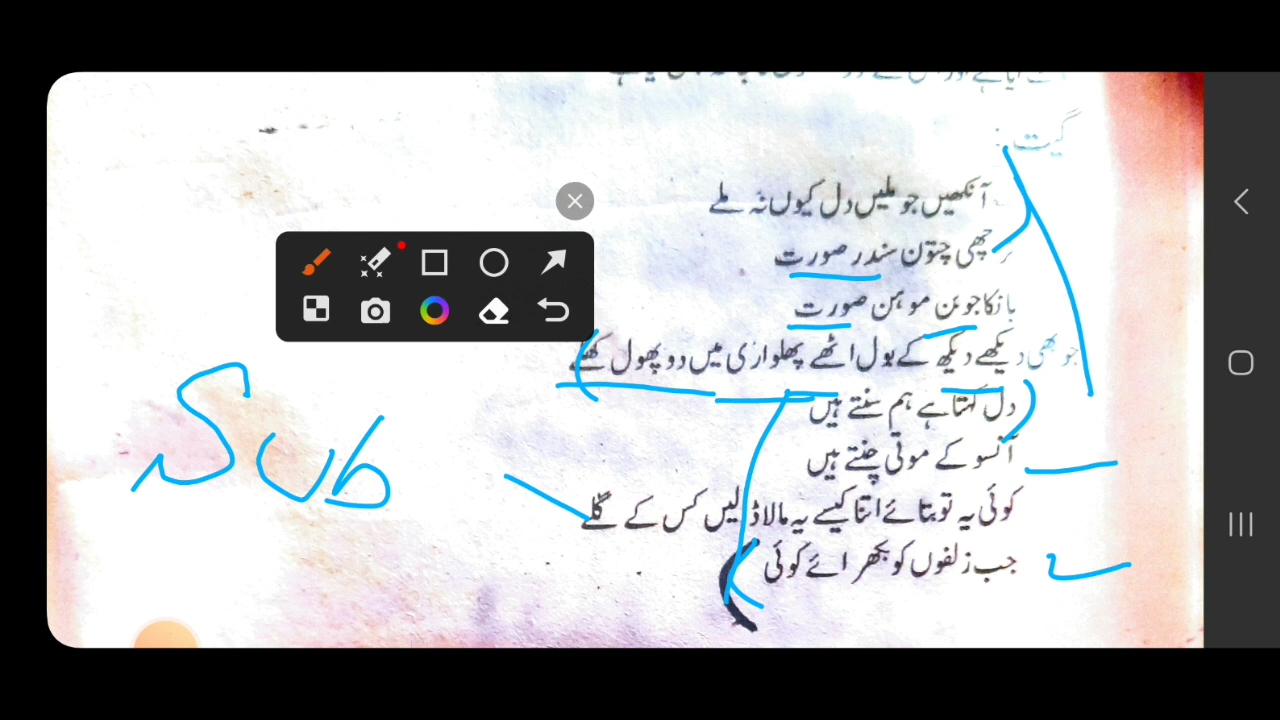 گیت :
آنکھیں جو ملیں دل کیوں نہ ملے
ترچھی چتون سندر صورت
بانکا جوبن موہن صورت
جو بھی دیکھے دیکھ کے بول اٹھے پھلواری میں دو پھول کھلے
دل کہتا ہے ہم سنتے ہیں
آنسو کے موتی چنتے ہیں
کوئی یہ تو بتائے اتنا کیسے یہ مالا ڈالیں کس کے گلے
جب زلفوں کو بکھرائے کوئی
Sub